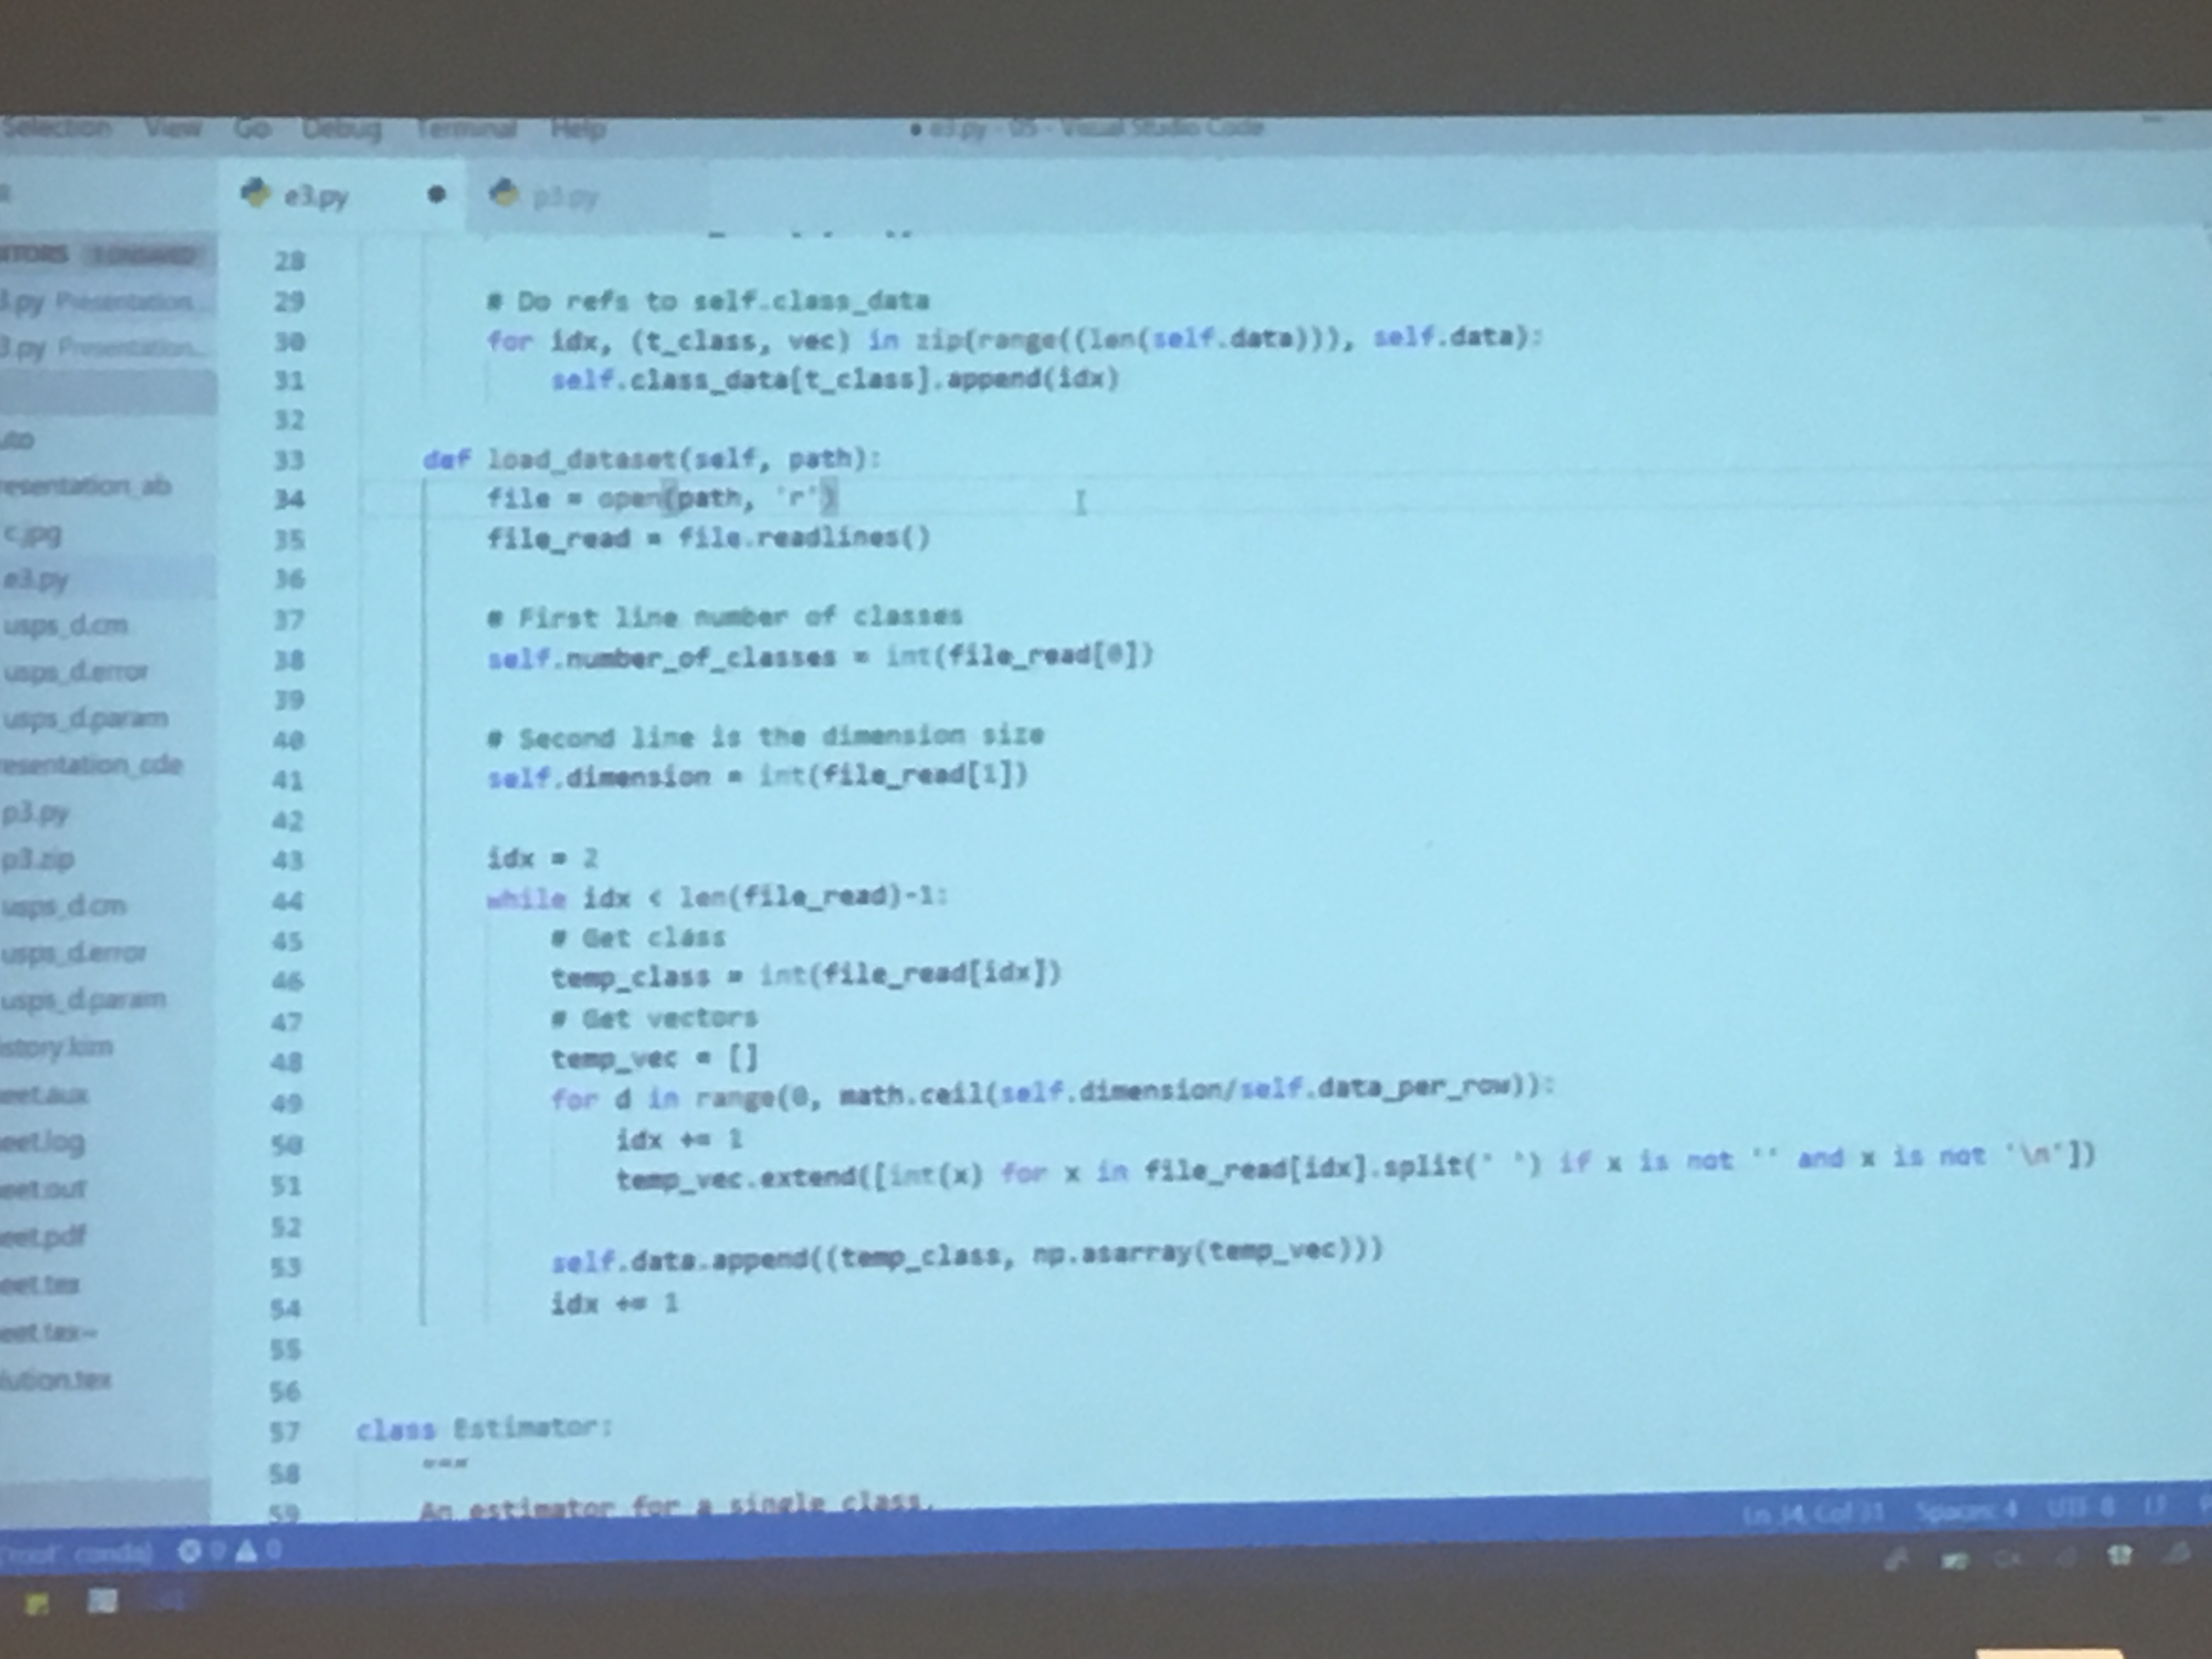 Selection View Go Debug Terminal Help
● e3.py - 05 - Visual Studio Code
e3.py ● p3.py
28
29 # Do refs to self.class_data
30 for idx, (t_class, vec) in zip(range((len(self.data))), self.data):
31 self.class_data[t_class].append(idx)
32
33 def load_dataset(self, path):
34 file = open(path, 'r')
35 file_read = file.readlines()
36
37 # First line number of classes
38 self.number_of_classes = int(file_read[0])
39
40 # Second line is the dimension size
41 self.dimension = int(file_read[1])
42
43 idx = 2
44 while idx < len(file_read)-1:
45 # Get class
46 temp_class = int(file_read[idx])
47 # Get vectors
48 temp_vec = []
49 for d in range(0, math.ceil(self.dimension/self.data_per_row)):
50 idx += 1
51 temp_vec.extend([int(x) for x in file_read[idx].split(' ') if x is not '' and x is not '\n'])
52
53 self.data.append((temp_class, np.asarray(temp_vec)))
54 idx += 1
55
56
57 class Estimator:
58 """
59 An estimator for a single class.
ITORS 1 UNSAVED
3.py Presentation...
3.py Presentation...
uto
resentation_ab
c.jpg
e3.py
usps_d.cm
usps_d.error
usps_d.param
resentation_cde
p3.py
p3.zip
usps_d.cm
usps_d.error
usps_d.param
istory.kim
eet.aux
eet.log
eet.out
eet.pdf
eet.tex
eet.tex~
lution.tex
'root' conda) 0 0
Ln 34, Col 31 Spaces: 4 UTF-8 LF